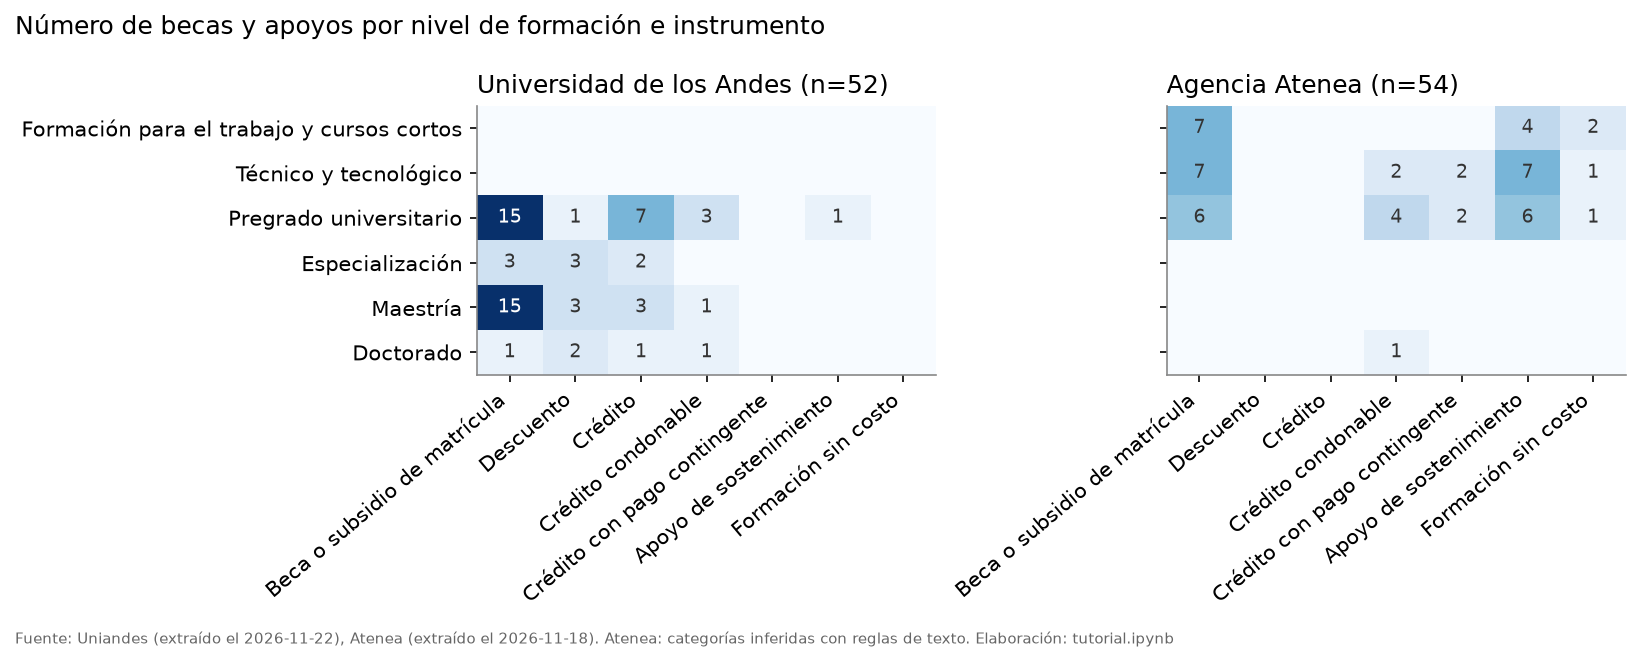 Número de becas y apoyos por nivel de formación e instrumento
Universidad de los Andes (n=52)
Agencia Atenea (n=54)
Formación para el trabajo y cursos cortos
7 4 2
Técnico y tecnológico
7 2 2 7 1
Pregrado universitario
15 1 7 3 1
6 4 2 6 1
Especialización
3 3 2
Maestría
15 3 3 1
Doctorado
1 2 1 1
1
Beca o subsidio de matrícula
Descuento
Crédito
Crédito condonable
Crédito con pago contingente
Apoyo de sostenimiento
Formación sin costo
Beca o subsidio de matrícula
Descuento
Crédito
Crédito condonable
Crédito con pago contingente
Apoyo de sostenimiento
Formación sin costo
Fuente: Uniandes (extraído el 2026-11-22), Atenea (extraído el 2026-11-18). Atenea: categorías inferidas con reglas de texto. Elaboración: tutorial.ipynb